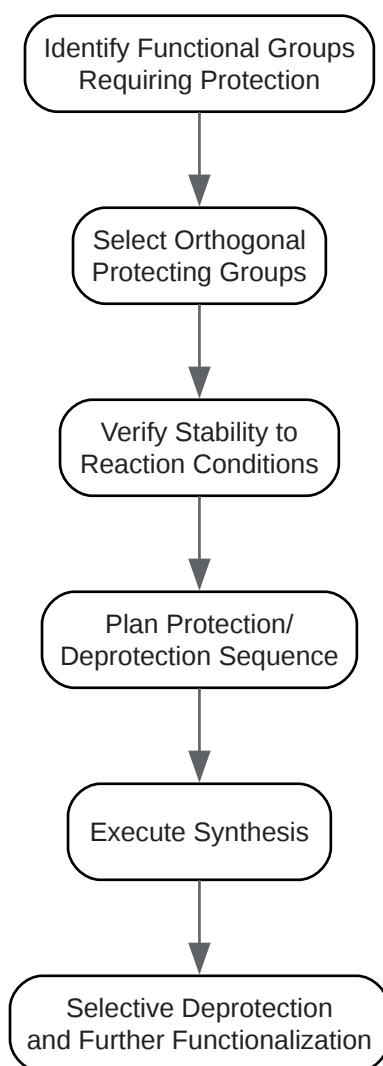 Identify Functional Groups
Requiring Protection
Select Orthogonal
Protecting Groups
Verify Stability to
Reaction Conditions
Plan Protection/
Deprotection Sequence
Execute Synthesis
Selective Deprotection
and Further Functionalization